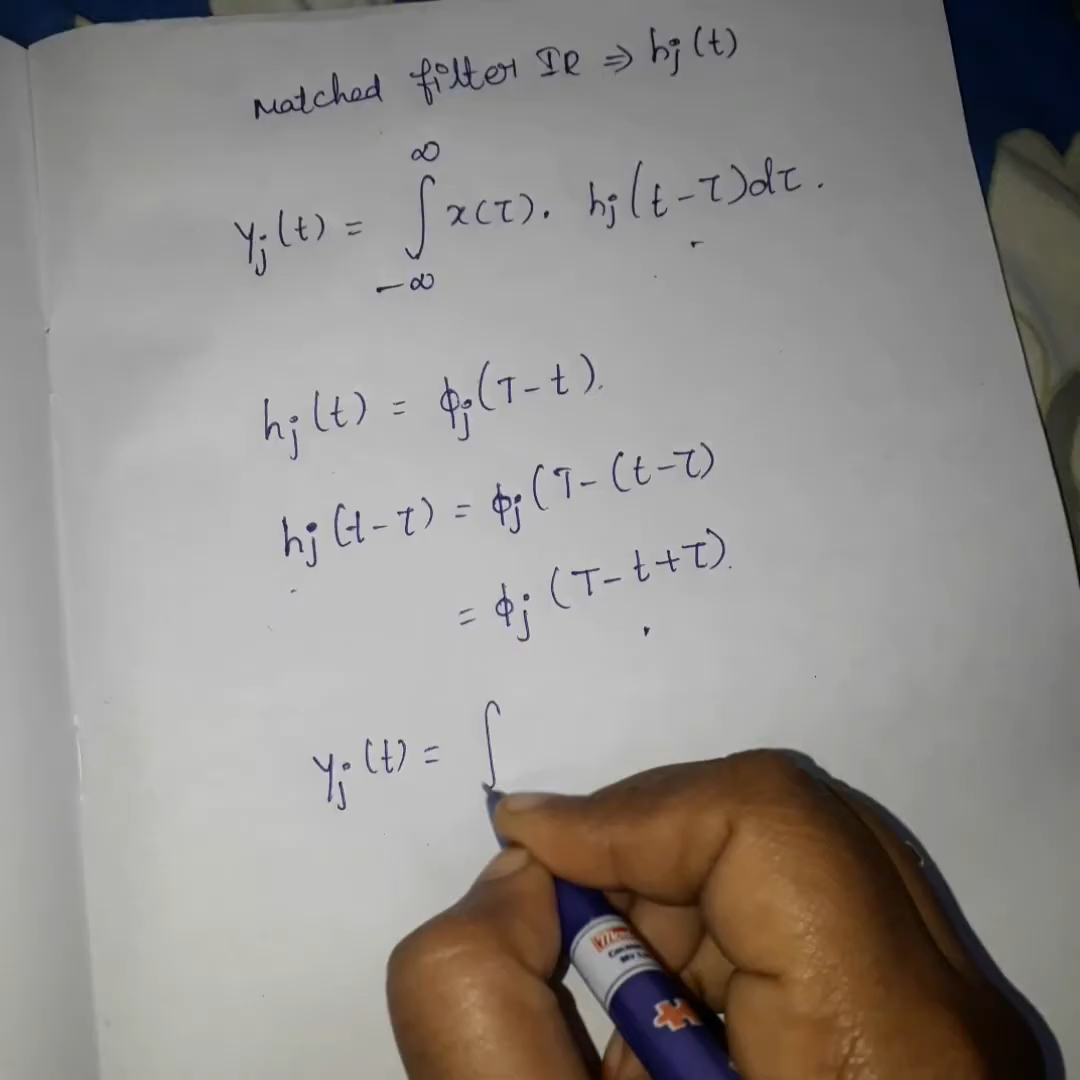 Matched filter IR ⇒ hj(t)
yj(t) = ∫_{-∞}^{∞} x(τ). hj(t-τ)dτ.
hj(t) = ϕj(T-t).
hj(t-τ) = ϕj(T-(t-τ)
= ϕj(T-t+τ).
yj(t) = ∫